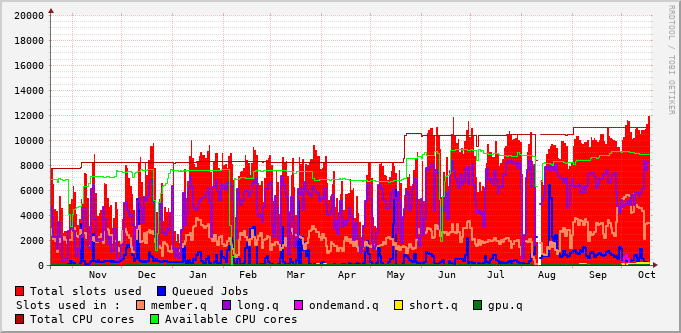 20000
18000
16000
14000
12000
10000
8000
6000
4000
2000
0
Nov Dec Jan Feb Mar Apr May Jun Jul Aug Sep Oct
Total slots used Queued Jobs
Slots used in : member.q long.q ondemand.q short.q gpu.q
Total CPU cores Available CPU cores
RRDTOOL / TOBI OETIKER